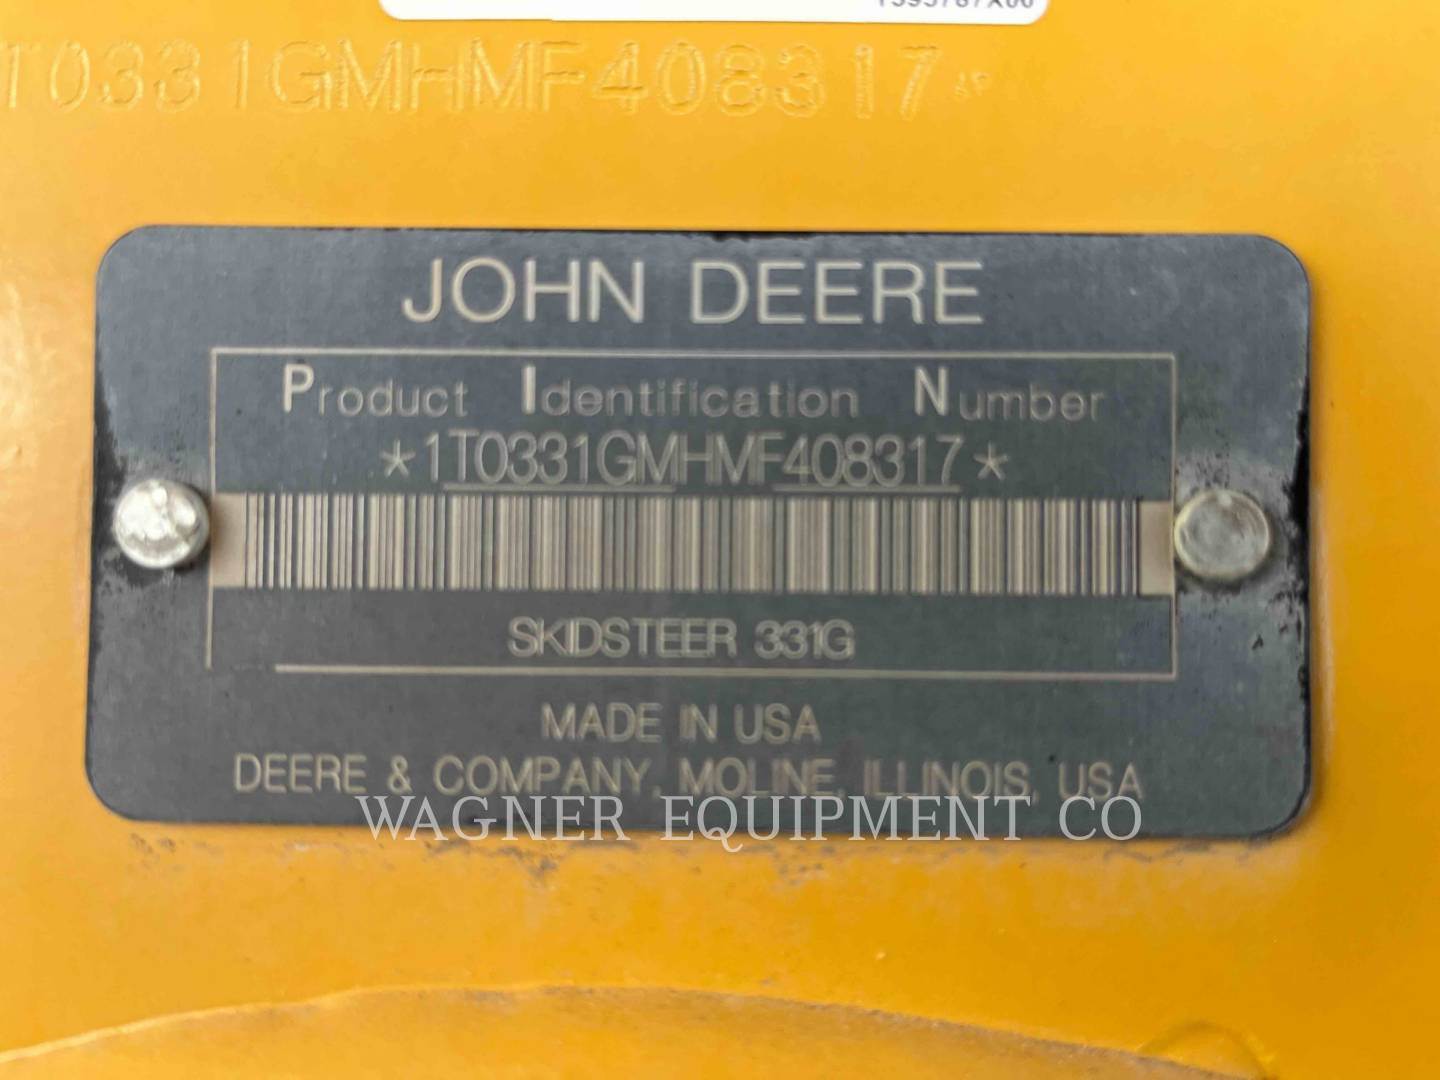 1T0331GMHMF408317*
JOHN DEERE
Product Identification Number
*1T0331GMHMF408317*
SKIDSTEER 331G
MADE IN USA
DEERE & COMPANY, MOLINE, ILLINOIS, USA
WAGNER EQUIPMENT CO